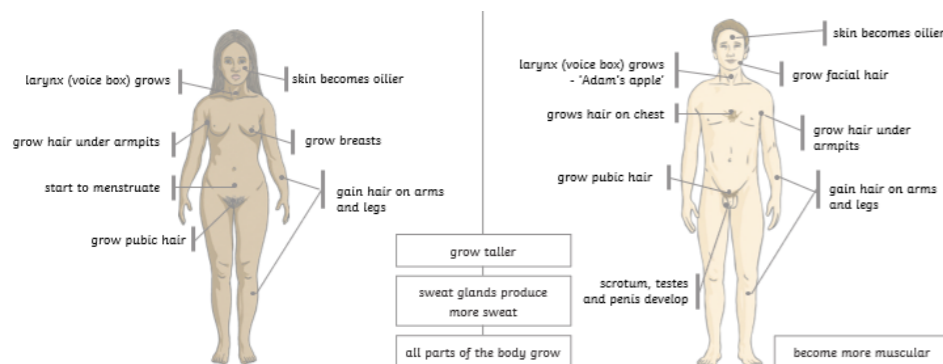 larynx (voice box) grows
skin becomes oilier
grow hair under armpits
grow breasts
start to menstruate
gain hair on arms
and legs
grow pubic hair
grow taller
sweat glands produce
more sweat
all parts of the body grow
skin becomes oilier
larynx (voice box) grows
- 'Adam's apple'
grow facial hair
grows hair on chest
grow hair under
armpits
grow pubic hair
gain hair on arms
and legs
scrotum, testes
and penis develop
become more muscular